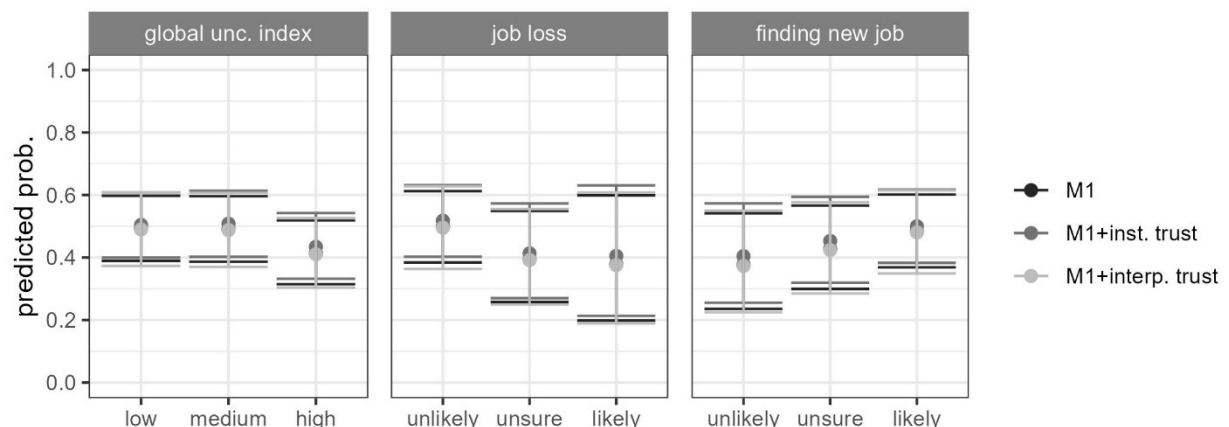 global unc. index
job loss
finding new job
predicted prob.
1.0
0.8
0.6
0.4
0.2
0.0
low medium high
unlikely unsure likely
unlikely unsure likely
M1
M1+inst. trust
M1+interp. trust